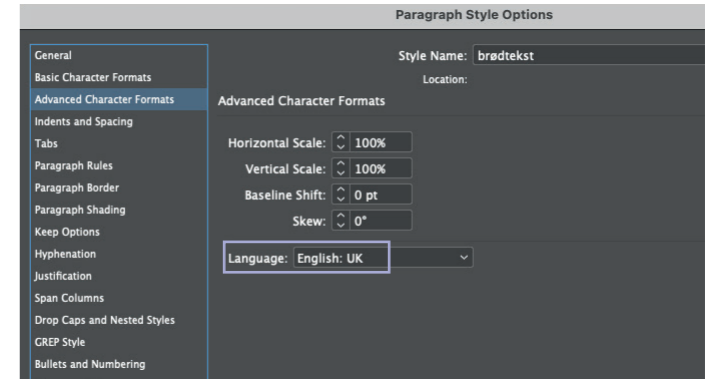 Paragraph Style Options
General
Basic Character Formats
Advanced Character Formats
Indents and Spacing
Tabs
Paragraph Rules
Paragraph Border
Paragraph Shading
Keep Options
Hyphenation
Justification
Span Columns
Drop Caps and Nested Styles
GREP Style
Bullets and Numbering
Style Name: brødtekst
Location:
Advanced Character Formats
Horizontal Scale: 100%
Vertical Scale: 100%
Baseline Shift: 0 pt
Skew: 0°
Language: English: UK